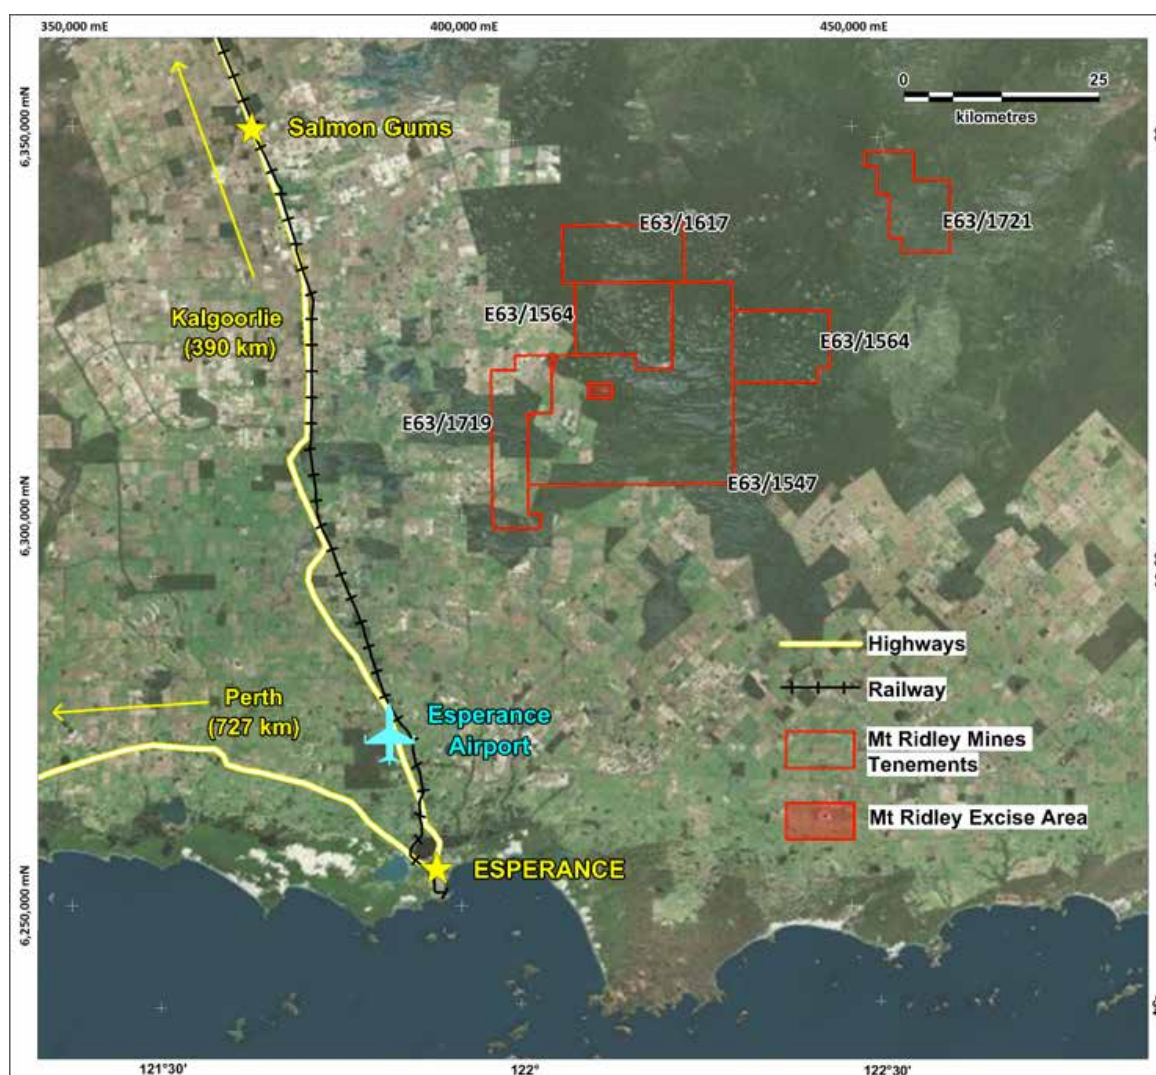 350,000 mE
400,000 mE
450,000 mE
0
25
kilometres
6,350,000 mN
Salmon Gums
E63/1617
E63/1721
Kalgoorlie
(390 km)
E63/1564
E63/1564
E63/1719
E63/1547
6,300,000 mN
Highways
Railway
Perth
(727 km)
Esperance
Airport
Mt Ridley Mines
Tenements
Mt Ridley Excise Area
ESPERANCE
6,250,000 mN
121°30'
122°
122°30'